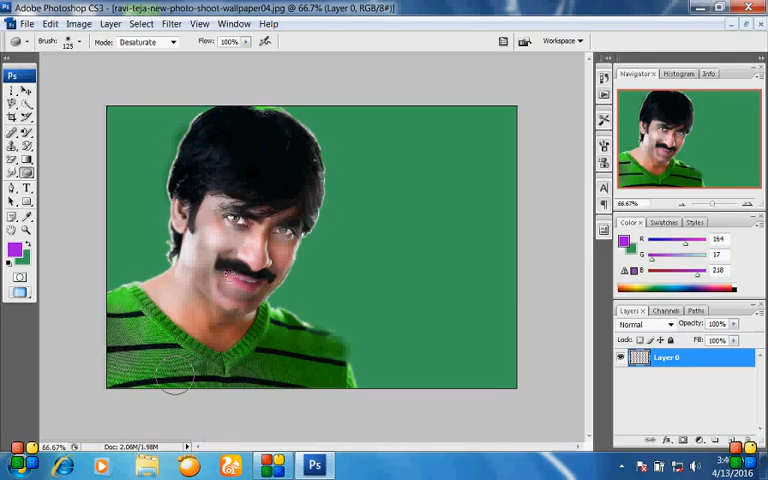 Adobe Photoshop CS3 - [ravi-teja-new-photo-shoot-wallpaper04.jpg @ 66.7% (Layer 0, RGB/8#)]
File Edit Image Layer Select Filter View Window Help
Brush: 125 Mode: Desaturate Flow: 100% Workspace
Ps
Navigator Histogram Info
66.67%
Color Swatches Styles
R 164
G 17
B 218
Layers Channels Paths
Normal Opacity: 100%
Lock: Fill: 100%
Layer 0
66.67% Doc: 2.06M/1.98M
Ps
4/13/2016